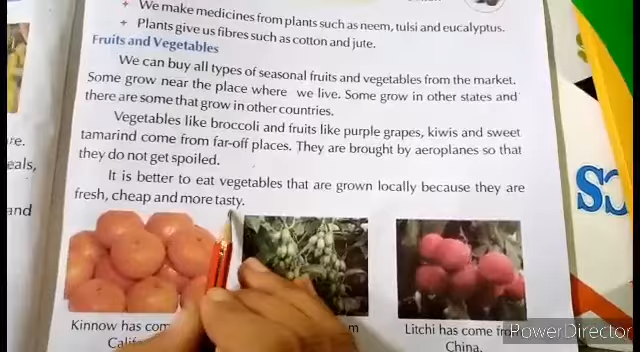 We make medicines from plants such as neem, tulsi and eucalyptus.
Plants give us fibres such as cotton and jute.
Fruits and Vegetables
We can buy all types of seasonal fruits and vegetables from the market.
Some grow near the place where we live. Some grow in other states and
there are some that grow in other countries.
Vegetables like broccoli and fruits like purple grapes, kiwis and sweet
tamarind come from far-off places. They are brought by aeroplanes so that
they do not get spoiled.
It is better to eat vegetables that are grown locally because they are
fresh, cheap and more tasty.
Kinnow has com
Calif
m
Litchi has come fr
China.
re.
eals,
and
PowerDirector